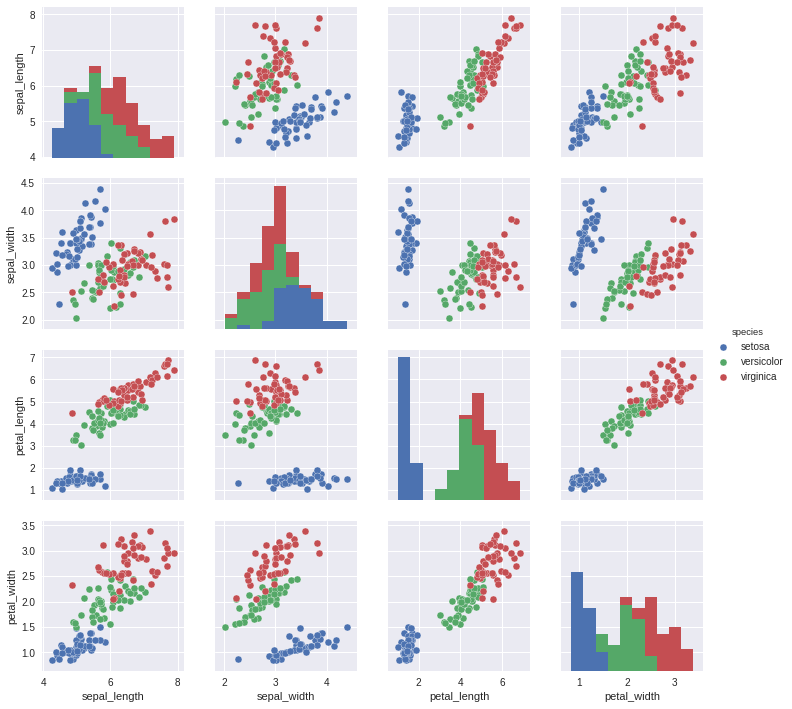 8
7
6
5
4
sepal_length
4.5
4.0
3.5
3.0
2.5
2.0
sepal_width
species
setosa
versicolor
virginica
7
6
5
4
3
2
1
petal_length
3.5
3.0
2.5
2.0
1.5
1.0
petal_width
4 6 8
sepal_length
2 3 4
sepal_width
2 4 6
petal_length
1 2 3
petal_width